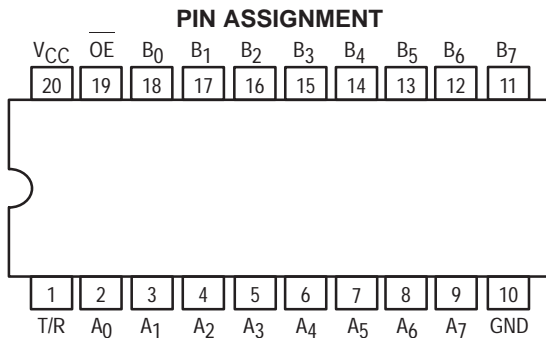 PIN ASSIGNMENT
VCC OE B0 B1 B2 B3 B4 B5 B6 B7
20 19 18 17 16 15 14 13 12 11
1 2 3 4 5 6 7 8 9 10
T/R A0 A1 A2 A3 A4 A5 A6 A7 GND